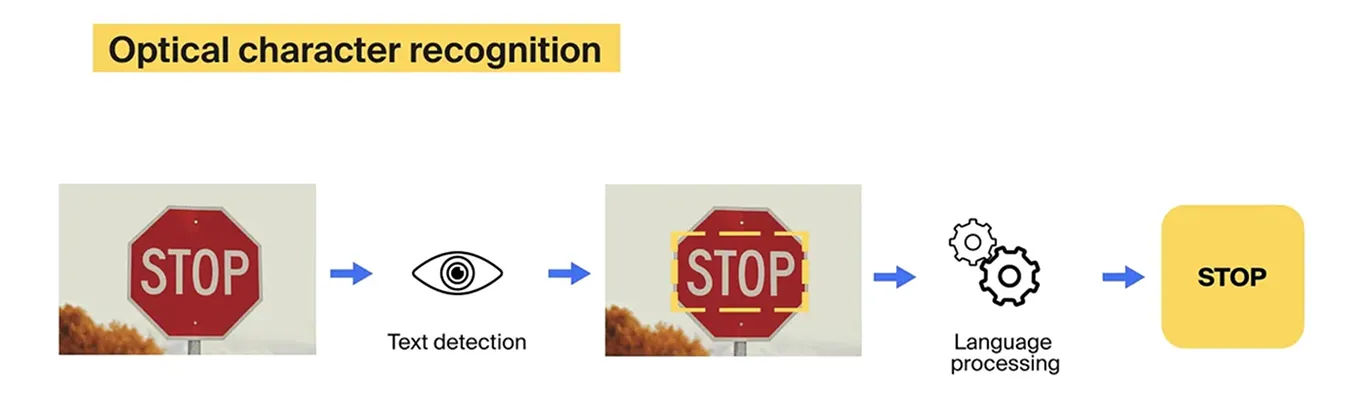 Optical character recognition
STOP
Text detection
STOP
Language
processing
STOP